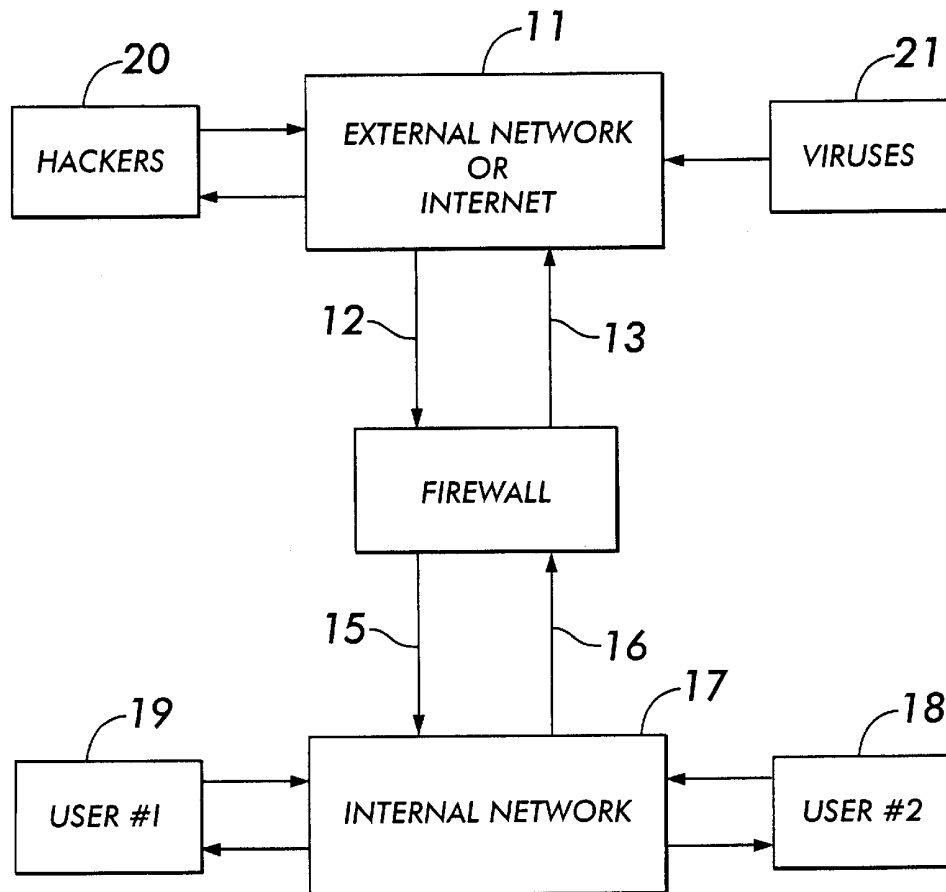 20
11
21
HACKERS
EXTERNAL NETWORK
OR
INTERNET
VIRUSES
12
13
FIREWALL
15
16
17
19
18
USER #1
INTERNAL NETWORK
USER #2